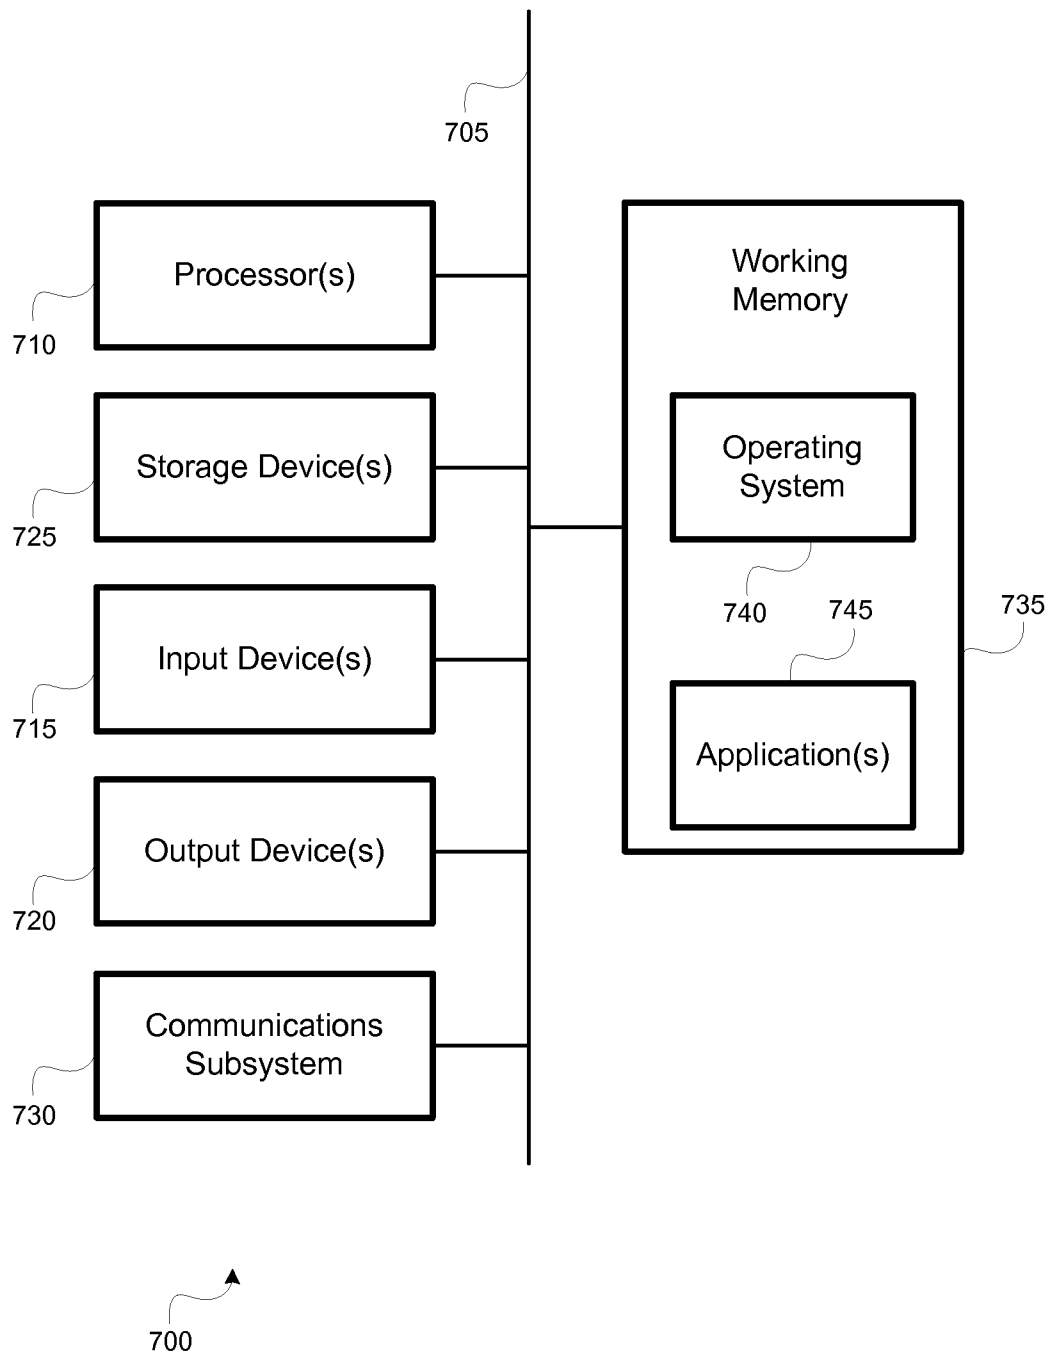 705
Processor(s)
710
Storage Device(s)
725
Input Device(s)
715
Output Device(s)
720
Communications
Subsystem
730
Working
Memory
Operating
System
740
745
735
Application(s)
700